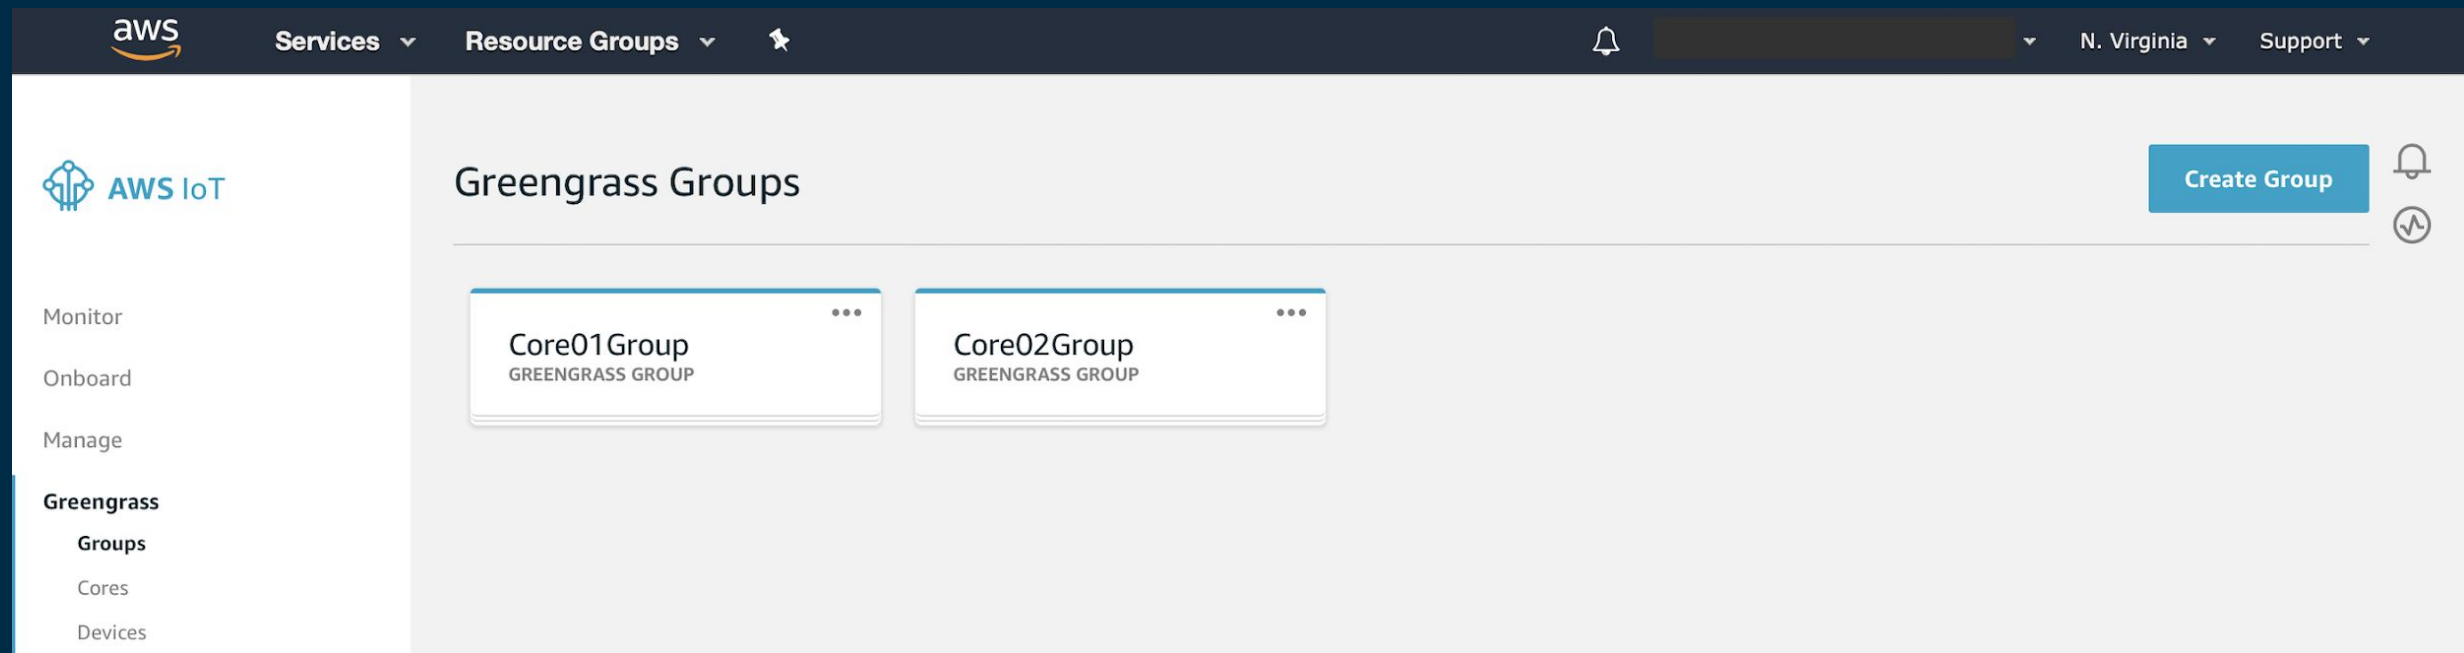 aws Services Resource Groups N. Virginia Support
AWS IoT
Greengrass Groups
Create Group
Monitor
Onboard
Manage
Greengrass
Groups
Cores
Devices
Core01Group
GREENGRASS GROUP
Core02Group
GREENGRASS GROUP